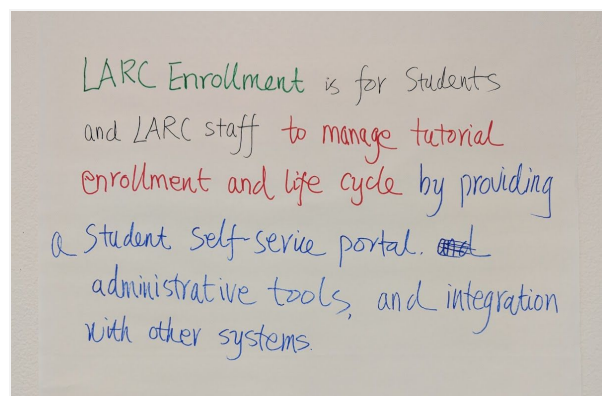 LARC Enrollment is for Students
and LARC staff to manage tutorial
enrollment and life cycle by providing
a Student self-service portal.
administrative tools, and integration
with other systems.